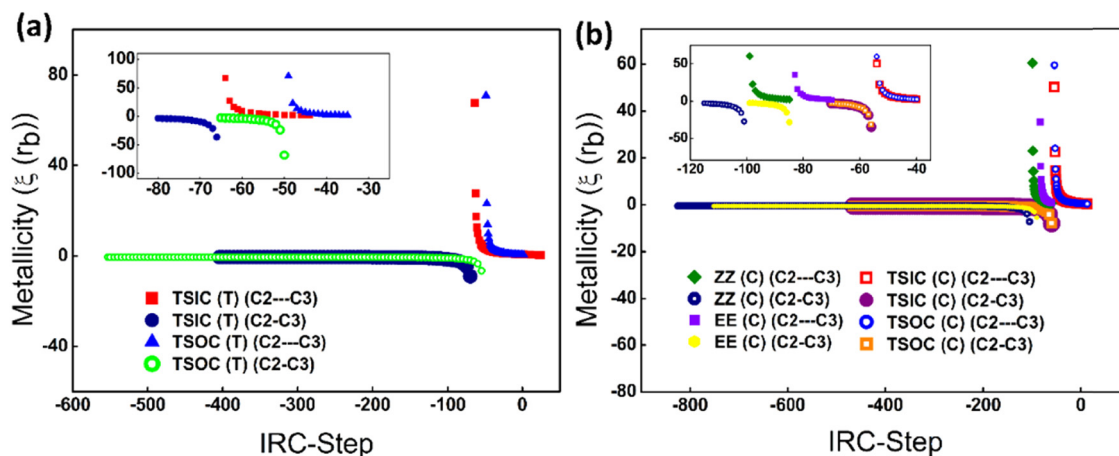 (a)
Metallicity (ξ (rb))
80
40
0
-40
100
50
0
-50
-100
-80 -70 -60 -50 -40 -30
TSIC (T) (C2---C3)
TSIC (T) (C2-C3)
TSOC (T) (C2---C3)
TSOC (T) (C2-C3)
-600 -500 -400 -300 -200 -100 0
IRC-Step
(b)
Metallicity (ξ (rb))
60
40
20
0
-20
-40
-60
-80
50
0
-50
-120 -100 -80 -60 -40
ZZ (C) (C2---C3) TSIC (C) (C2---C3)
ZZ (C) (C2-C3) TSIC (C) (C2-C3)
EE (C) (C2---C3) TSOC (C) (C2---C3)
EE (C) (C2-C3) TSOC (C) (C2-C3)
-800 -600 -400 -200 0
IRC-Step